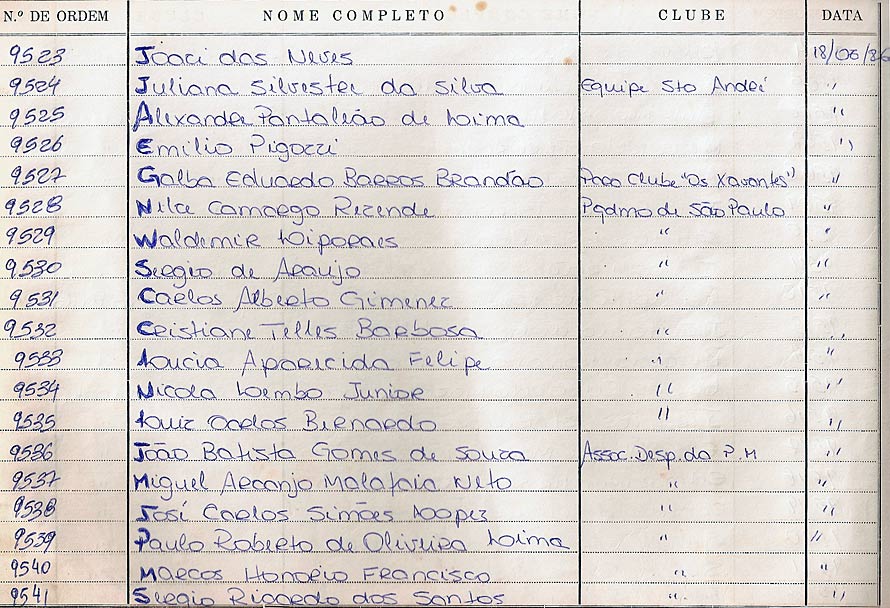 N.º DE ORDEM NOME COMPLETO CLUBE DATA
9523 Joaci das Neves 18/06/86
9524 Juliana Silvester da Silva Equipe Sto André "
9525 Alexandre Pantaleão de Lima "
9526 Emilio Pigozzi "
9527 Galba Eduardo Barros Brandão Clube "Os Xavantes" "
9528 Nilce Camargo Rezende Pqdmo de São Paulo "
9529 Waldemir " "
9530 Sergio de Araujo " "
9531 Carlos Alberto Gimenez " "
9532 Cristiane Telles Barbosa " "
9533 Lucia Aparecida Felipe " "
9534 Nicola Lembo Junior " "
9535 Luiz Carlos Bernardo " "
9536 João Batista Gomes de Souza Assoc. Desp. da P.M "
9537 Miguel Arcanjo Malafaia Neto " "
9538 José Carlos Simões Lopez " "
9539 Paulo Roberto de Oliveira Lima " "
9540 Marcos Honorio Francisco " "
9541 Sergio Ricardo dos Santos " "